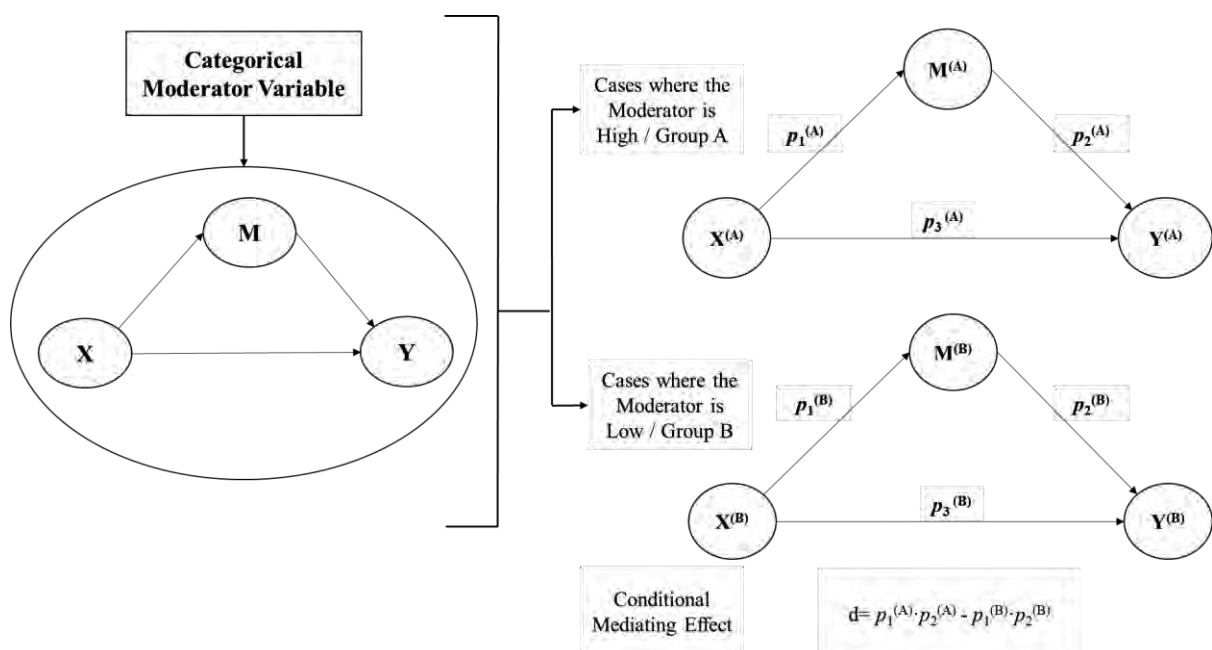 Categorical
Moderator Variable
M
X
Y
Cases where the
Moderator is
High / Group A
M(A)
p₁(A)
p₂(A)
p₃(A)
X(A)
Y(A)
Cases where the
Moderator is
Low / Group B
M(B)
p₁(B)
p₂(B)
p₃(B)
X(B)
Y(B)
Conditional
Mediating Effect
d= p₁(A)·p₂(A) - p₁(B)·p₂(B)